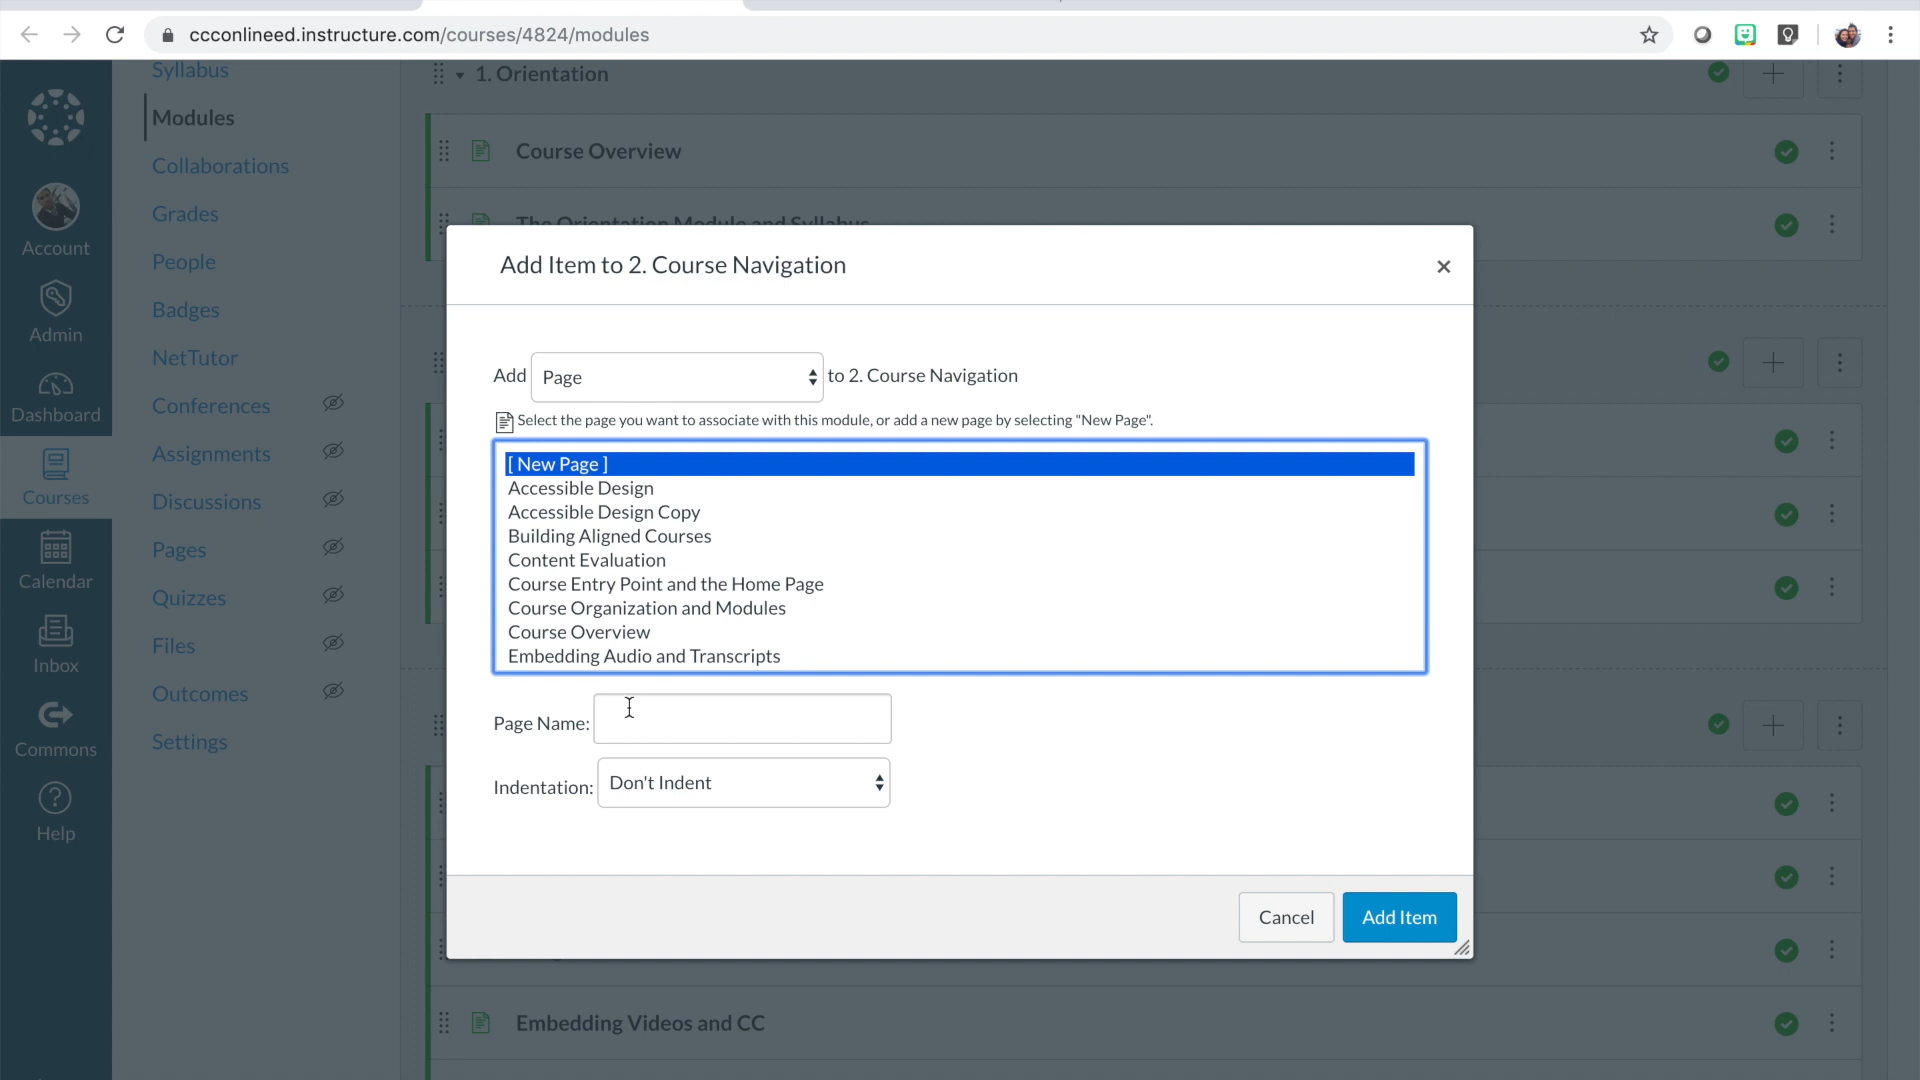 ccconlineed.instructure.com/courses/4824/modules
Account
Admin
Dashboard
Courses
Calendar
Inbox
Commons
Help
Syllabus
Modules
Collaborations
Grades
People
Badges
NetTutor
Conferences
Assignments
Discussions
Pages
Quizzes
Files
Outcomes
Settings
1. Orientation
Course Overview
The Orientation Module and Syllabus
Add Item to 2. Course Navigation
Add Page to 2. Course Navigation
Select the page you want to associate with this module, or add a new page by selecting "New Page".
[ New Page ]
Accessible Design
Accessible Design Copy
Building Aligned Courses
Content Evaluation
Course Entry Point and the Home Page
Course Organization and Modules
Course Overview
Embedding Audio and Transcripts
Page Name:
Indentation: Don't Indent
Cancel Add Item
Embedding Videos and CC